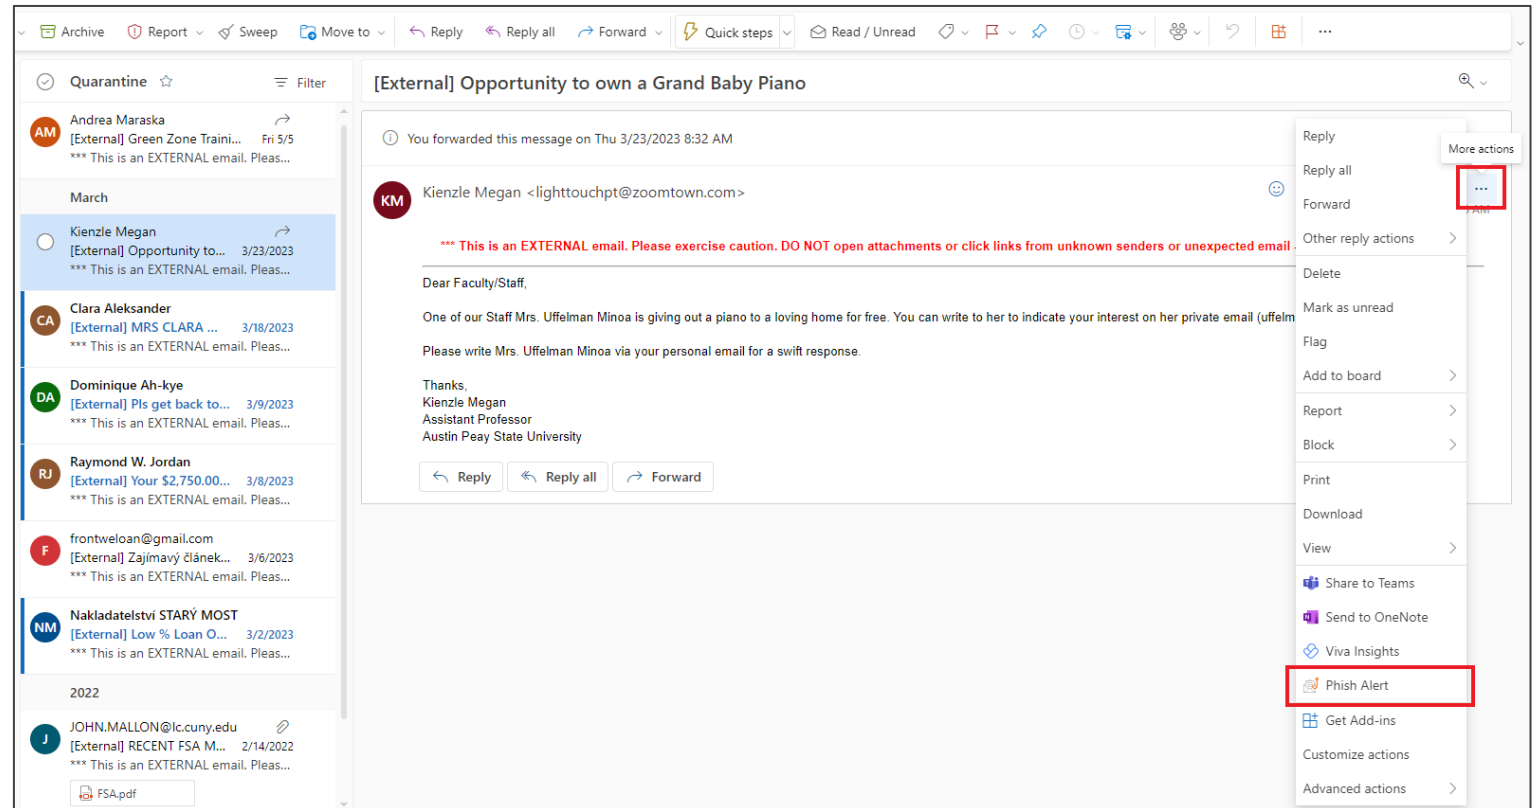 Archive Report Sweep Move to Reply Reply all Forward Quick steps Read / Unread ...
Quarantine Filter
AM
Andrea Maraska
[External] Green Zone Traini... Fri 5/5
*** This is an EXTERNAL email. Pleas...
March
Kienzle Megan
[External] Opportunity to... 3/23/2023
*** This is an EXTERNAL email. Pleas...
CA
Clara Aleksander
[External] MRS CLARA ... 3/18/2023
*** This is an EXTERNAL email. Pleas...
DA
Dominique Ah-kye
[External] Pls get back to... 3/9/2023
*** This is an EXTERNAL email. Pleas...
RJ
Raymond W. Jordan
[External] Your $2,750.00... 3/8/2023
*** This is an EXTERNAL email. Pleas...
F
frontweloan@gmail.com
[External] Zajímavý článek... 3/6/2023
*** This is an EXTERNAL email. Pleas...
NM
Nakladatelství STARÝ MOST
[External] Low % Loan O... 3/2/2023
*** This is an EXTERNAL email. Pleas...
2022
J
JOHN.MALLON@lc.cuny.edu
[External] RECENT FSA M... 2/14/2022
*** This is an EXTERNAL email. Pleas...
FSA.pdf
[External] Opportunity to own a Grand Baby Piano
You forwarded this message on Thu 3/23/2023 8:32 AM
KM
Kienzle Megan <lighttouchpt@zoomtown.com>
*** This is an EXTERNAL email. Please exercise caution. DO NOT open attachments or click links from unknown senders or unexpected email
Dear Faculty/Staff,
One of our Staff Mrs. Uffelman Minoa is giving out a piano to a loving home for free. You can write to her to indicate your interest on her private email (uffelm
Please write Mrs. Uffelman Minoa via your personal email for a swift response.
Thanks,
Kienzle Megan
Assistant Professor
Austin Peay State University
Reply Reply all Forward
More actions
...
AM
Reply
Reply all
Forward
Other reply actions
Delete
Mark as unread
Flag
Add to board
Report
Block
Print
Download
View
Share to Teams
Send to OneNote
Viva Insights
Phish Alert
Get Add-ins
Customize actions
Advanced actions